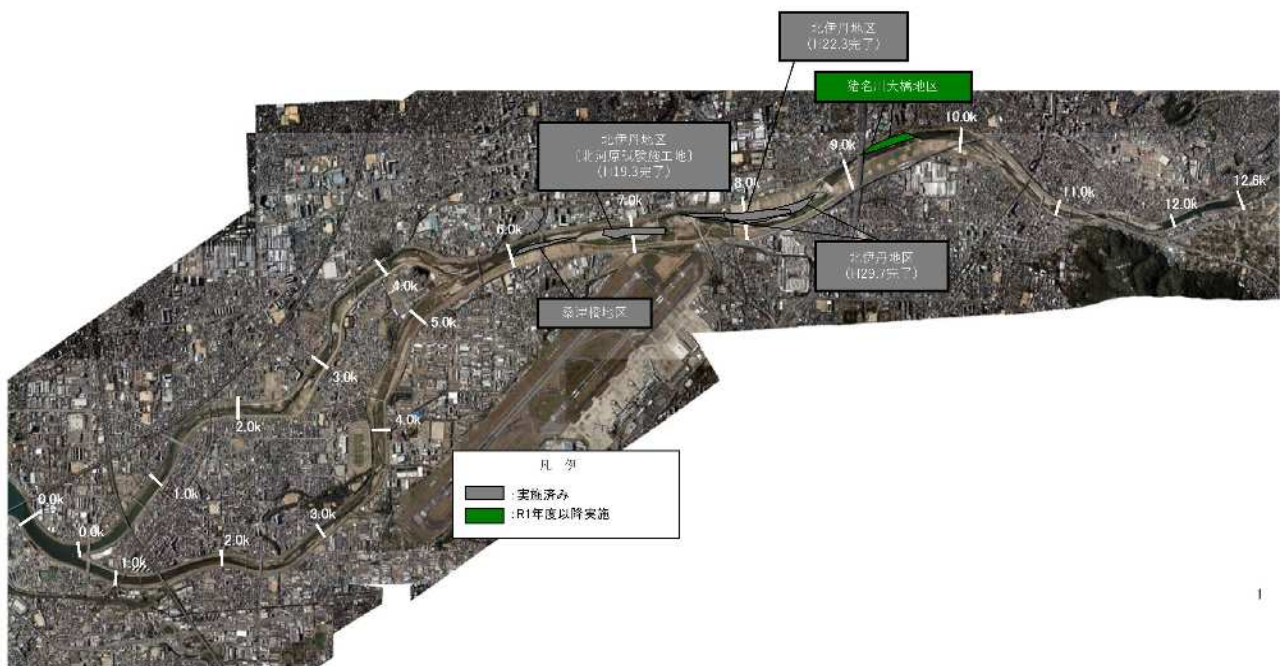 北伊丹地区
(H22.3完了)
猪名川大橋地区
10.0k
北伊丹地区
〔北河原試験施工地〕
(H19.3完了)
9.0k
8.0k
7.0k
12.6k
11.0k
12.0k
6.0k
北伊丹地区
(H29.7完了)
4.0k
桑津橋地区
5.0k
3.0k
2.0k
4.0k
凡 例
:実施済み
:R1年度以降実施
1.0k
0.0k
3.0k
0.0k
2.0k
1.0k
1